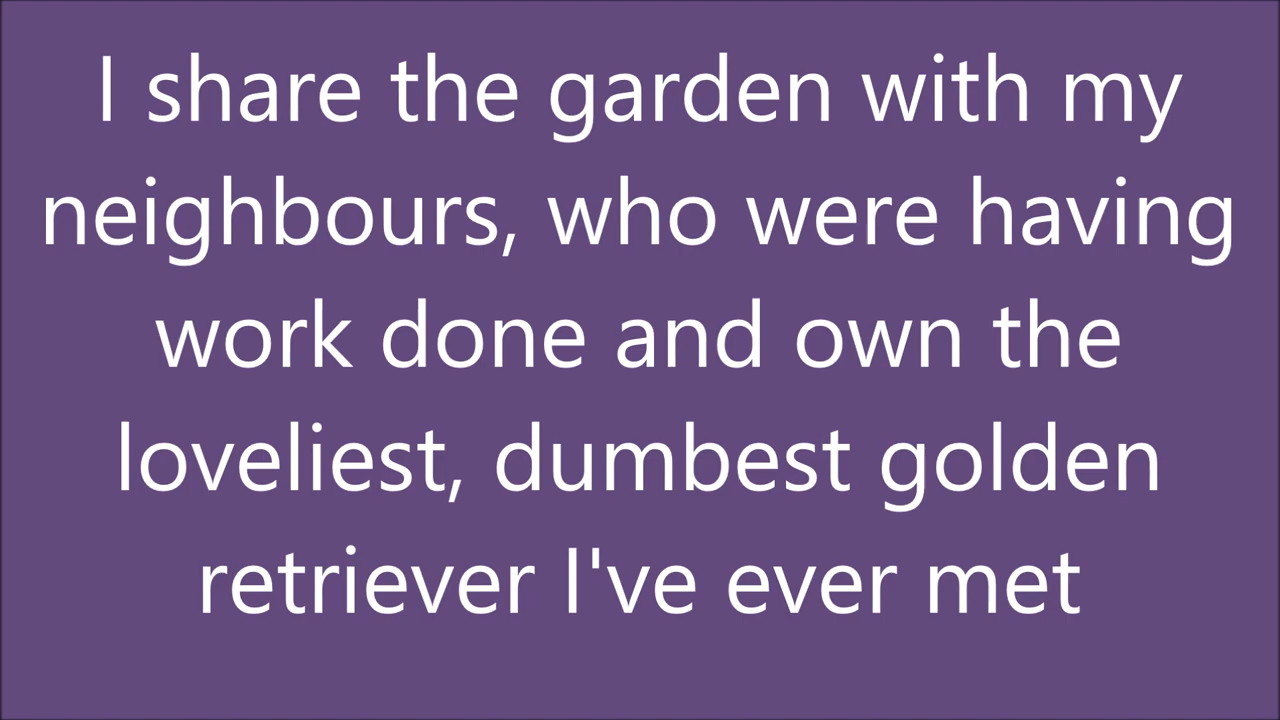 I share the garden with my
neighbours, who were having
work done and own the
loveliest, dumbest golden
retriever I've ever met